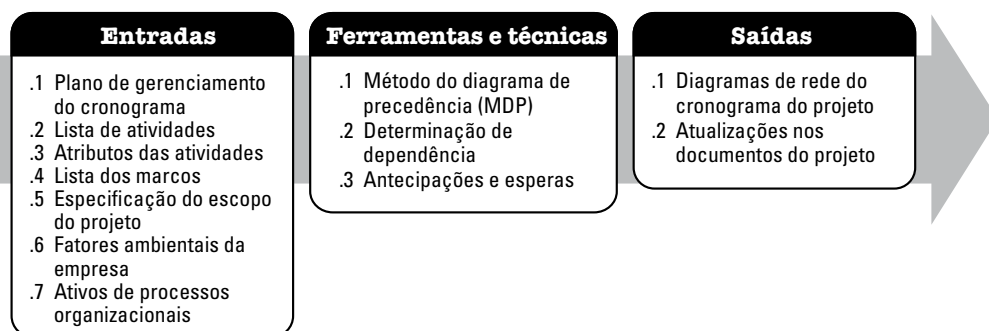 Entradas
.1 Plano de gerenciamento
do cronograma
.2 Lista de atividades
.3 Atributos das atividades
.4 Lista dos marcos
.5 Especificação do escopo
do projeto
.6 Fatores ambientais da
empresa
.7 Ativos de processos
organizacionais
Ferramentas e técnicas
.1 Método do diagrama de
precedência (MDP)
.2 Determinação de
dependência
.3 Antecipações e esperas
Saídas
.1 Diagramas de rede do
cronograma do projeto
.2 Atualizações nos
documentos do projeto